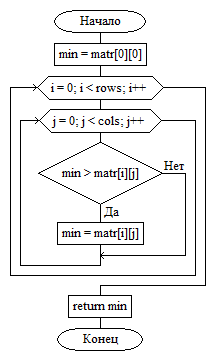 Начало
min = matr[0][0]
i = 0; i < rows; i++
j = 0; j < cols; j++
min > matr[i][j]
Нет
Да
min = matr[i][j]
return min
Конец